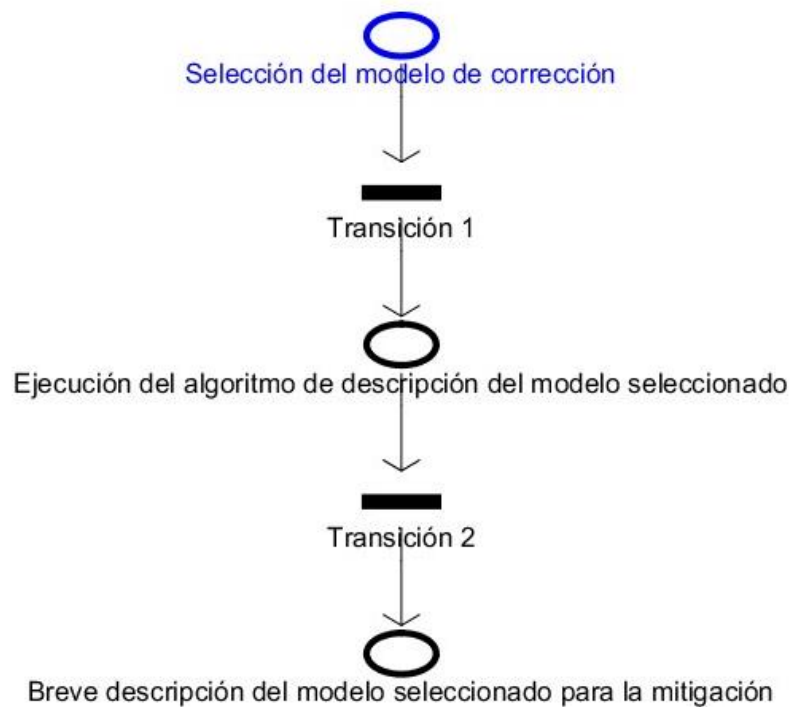 Selección del modelo de corrección
Transición 1
Ejecución del algoritmo de descripción del modelo seleccionado
Transición 2
Breve descripción del modelo seleccionado para la mitigación